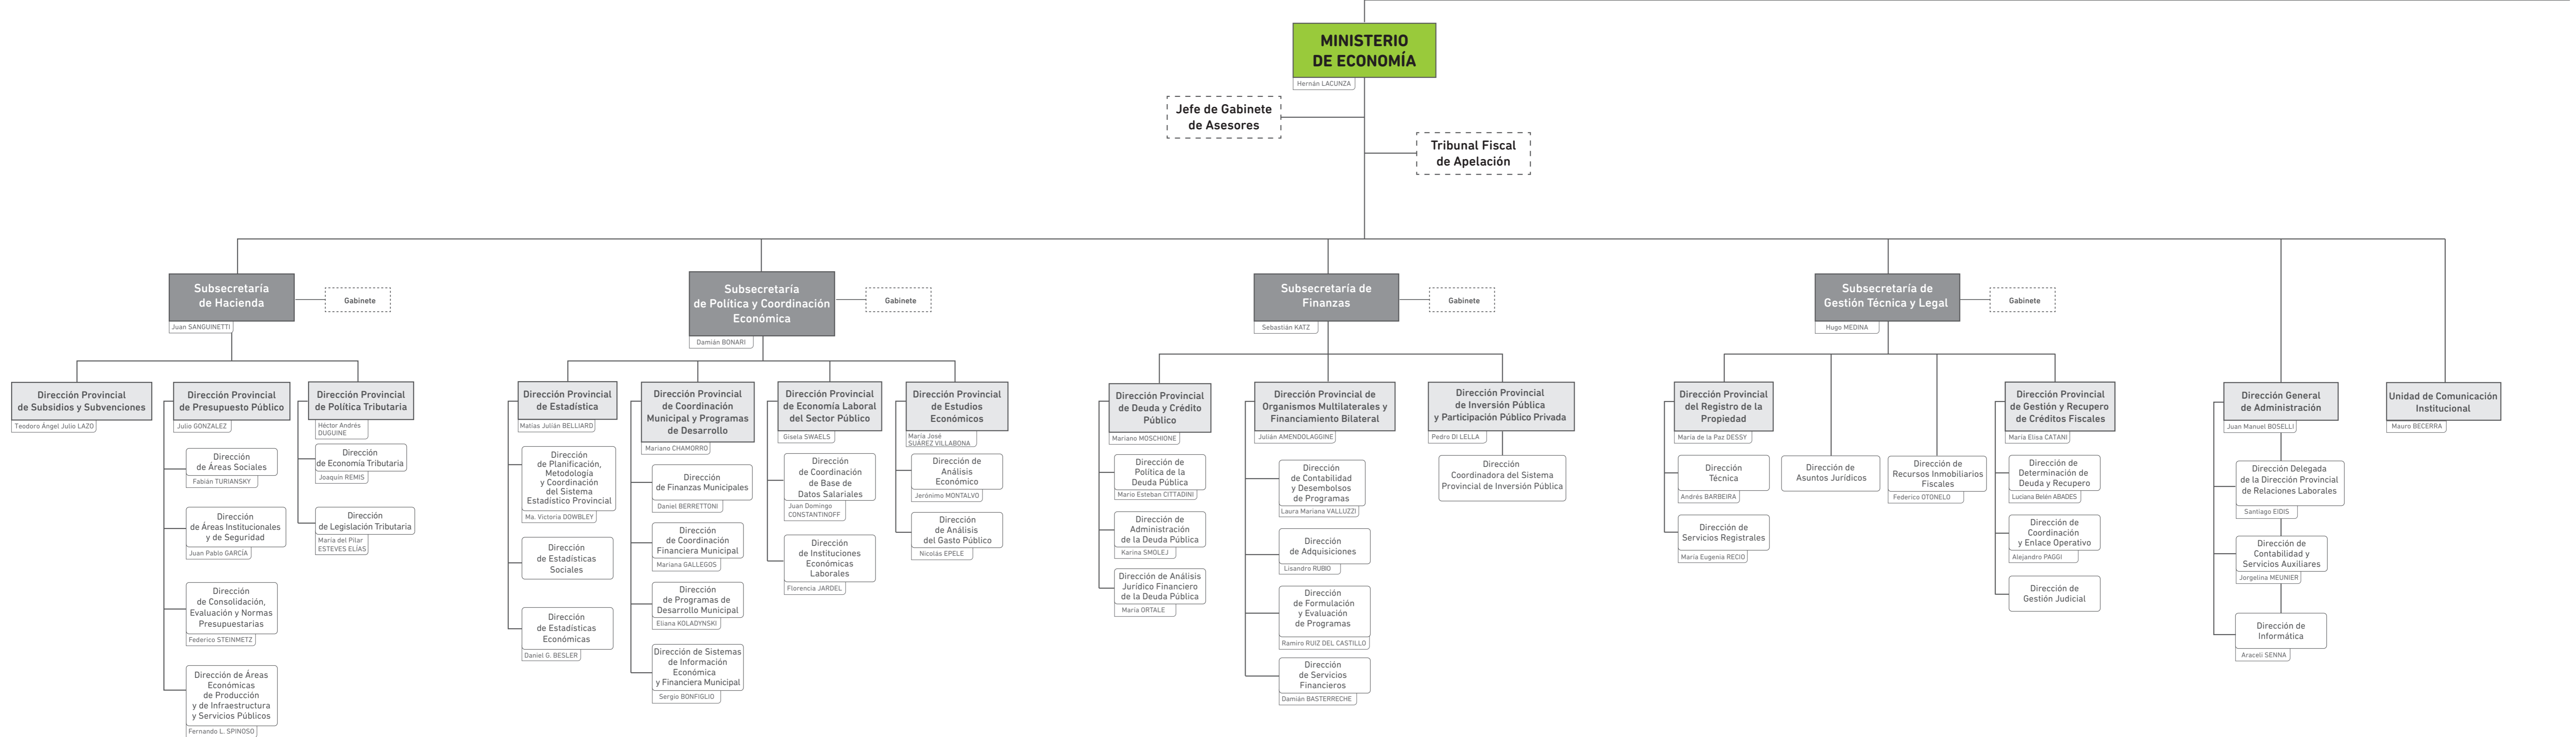 MINISTERIO
DE ECONOMÍA
Hernán LACUNZA
Jefe de Gabinete
de Asesores
Tribunal Fiscal
de Apelación
Subsecretaría
de Hacienda
Juan SANGUINETTI
Gabinete
Subsecretaría
de Política y Coordinación
Económica
Damián BONARI
Gabinete
Subsecretaría de
Finanzas
Sebastián KATZ
Gabinete
Subsecretaría de
Gestión Técnica y Legal
Hugo MEDINA
Gabinete
Dirección Provincial
de Subsidios y Subvenciones
Teodoro Ángel Julio LAZO
Dirección Provincial
de Presupuesto Público
Julio GONZALEZ
Dirección
de Áreas Sociales
Fabián TURIANSKY
Dirección
de Áreas Institucionales
y de Seguridad
Juan Pablo GARCÍA
Dirección
de Consolidación,
Evaluación y Normas
Presupuestarias
Federico STEINMETZ
Dirección de Áreas
Económicas
de Producción
y de Infraestructura
y Servicios Públicos
Fernando L. SPINOSO
Dirección Provincial
de Política Tributaria
Héctor Andrés
DUGUINE
Dirección
de Economía Tributaria
Joaquín REMIS
Dirección
de Legislación Tributaria
María del Pilar
ESTEVES ELÍAS
Dirección Provincial
de Estadística
Matias Julián BELLIARD
Dirección
de Planificación,
Metodologia
y Coordinación
del Sistema
Estadístico Provincial
Ma. Victoria DOWBLEY
Dirección
de Estadísticas
Sociales
Dirección
de Estadísticas
Económicas
Daniel G. BESLER
Dirección Provincial
de Coordinación
Municipal y Programas
de Desarrollo
Mariano CHAMORRO
Dirección
de Finanzas Municipales
Daniel BERRETTONI
Dirección
de Coordinación
Financiera Municipal
Mariana GALLEGOS
Dirección
de Programas de
Desarrollo Municipal
Eliana KOLADYNSKI
Dirección de Sistemas
de Información
Económica
y Financiera Municipal
Sergio BONFIGLIO
Dirección Provincial
de Economía Laboral
del Sector Público
Gisela SWAELS
Dirección
de Coordinación
de Base de
Datos Salariales
Juan Domingo
CONSTANTINOFF
Dirección
de Instituciones
Económicas
Laborales
Florencia JARDEL
Dirección Provincial
de Estudios
Económicos
María José
SUÁREZ VILLABONA
Dirección de
Análisis
Económico
Jerónimo MONTALVO
Dirección
de Análisis
del Gasto Público
Nicolás EPELE
Dirección Provincial
de Deuda y Crédito
Público
Mariano MOSCHIONE
Dirección de
Política de la
Deuda Pública
Mario Esteban CITTADINI
Dirección de
Administración
de la Deuda Pública
Karina SMOLEJ
Dirección de Análisis
Jurídico Financiero
de la Deuda Pública
María ORTALE
Dirección Provincial de
Organismos Multilaterales y
Financiamiento Bilateral
Julián AMENDOLAGGINE
Dirección
de Contabilidad
y Desembolsos
de Programas
Laura Mariana VALLUZZI
Dirección
de Adquisiciones
Lisandro RUBIO
Dirección
de Formulación
y Evaluación
de Programas
Ramiro RUIZ DEL CASTILLO
Dirección
de Servicios
Financieros
Damián BASTERRECHE
Dirección Provincial
de Inversión Pública
y Participación Público Privada
Pedro DI LELLA
Dirección
Coordinadora del Sistema
Provincial de Inversión Pública
Dirección Provincial
del Registro de la
Propiedad
María de la Paz DESSY
Dirección
Técnica
Andrés BARBEIRA
Dirección de
Servicios Registrales
María Eugenia RECIO
Dirección de
Asuntos Jurídicos
Dirección de
Recursos Inmobiliarios
Fiscales
Federico OTONELO
Dirección Provincial
de Gestión y Recupero
de Créditos Fiscales
María Elisa CATANI
Dirección de
Determinación de
Deuda y Recupero
Luciana Belén ABADES
Dirección de
Coordinación
y Enlace Operativo
Alejandro PAGGI
Dirección de
Gestión Judicial
Dirección General
de Administración
Juan Manuel BOSELLI
Dirección Delegada
de la Dirección Provincial
de Relaciones Laborales
Santiago EIDIS
Dirección de
Contabilidad y
Servicios Auxiliares
Jorgelina MEUNIER
Dirección de
Informática
Araceli SENNA
Unidad de Comunicación
Institucional
Mauro BECERRA